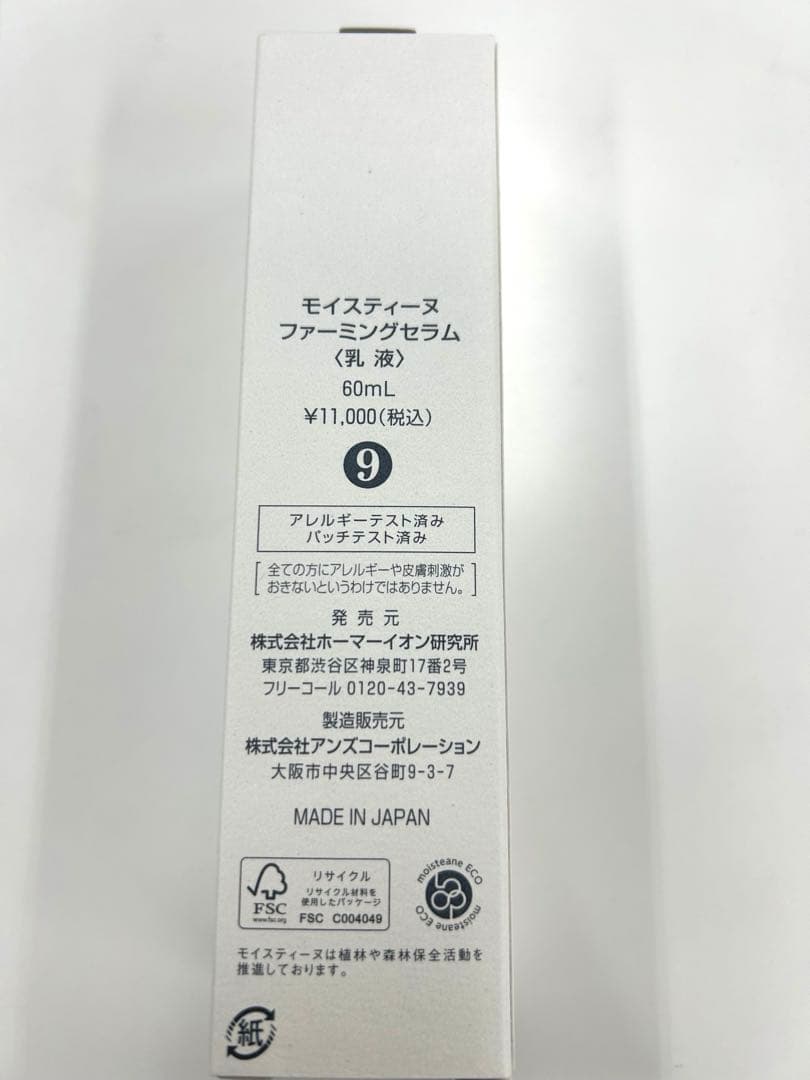 モイスティーヌ
ファーミングセラム
〈乳 液〉
60mL
¥11,000(税込)
9
アレルギーテスト済み
パッチテスト済み
[全ての方にアレルギーや皮膚刺激が
おきないというわけではありません。]
発 売 元
株式会社ホーマーイオン研究所
東京都渋谷区神泉町17番2号
フリーコール 0120-43-7939
製造販売元
株式会社アンズコーポレーション
大阪市中央区谷町9-3-7
MADE IN JAPAN
FSC
www.fsc.org
リサイクル
リサイクル材料を
使用したパッケージ
FSC C004049
moisteane ECO
moisteane ECO
モイスティーヌは植林や森林保全活動を
推進しております。
紙